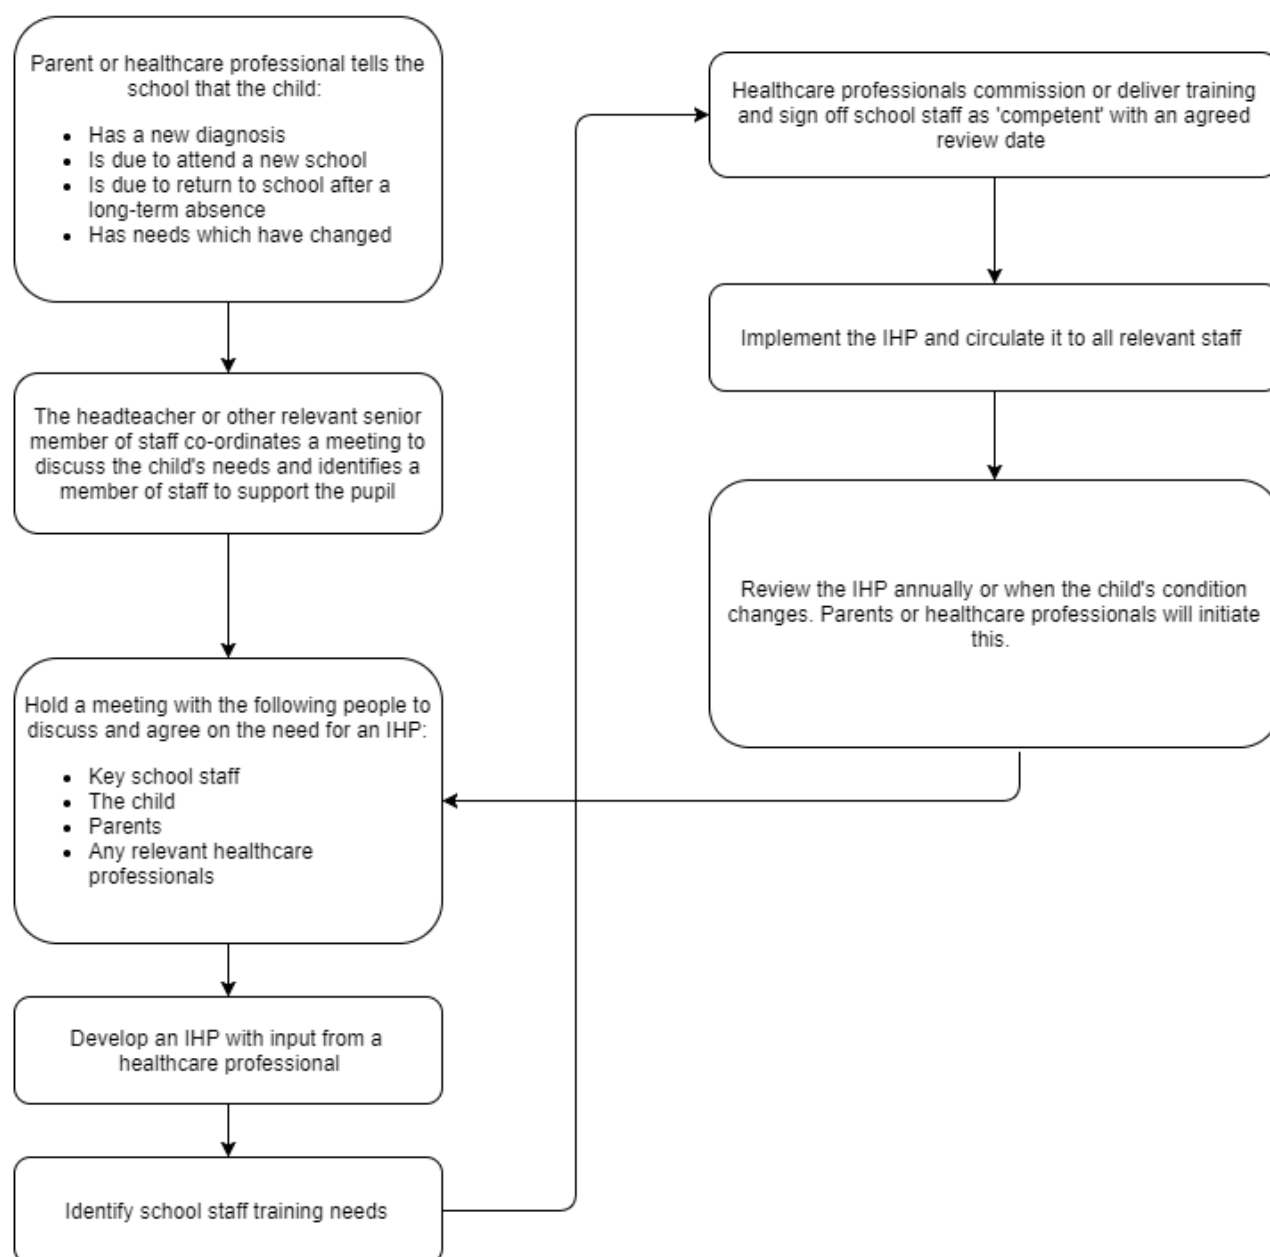 Parent or healthcare professional tells the
school that the child:
• Has a new diagnosis
• Is due to attend a new school
• Is due to return to school after a
long-term absence
• Has needs which have changed
The headteacher or other relevant senior
member of staff co-ordinates a meeting to
discuss the child's needs and identifies a
member of staff to support the pupil
Hold a meeting with the following people to
discuss and agree on the need for an IHP:
• Key school staff
• The child
• Parents
• Any relevant healthcare
professionals
Develop an IHP with input from a
healthcare professional
Identify school staff training needs
Healthcare professionals commission or deliver training
and sign off school staff as 'competent' with an agreed
review date
Implement the IHP and circulate it to all relevant staff
Review the IHP annually or when the child's condition
changes. Parents or healthcare professionals will initiate
this.